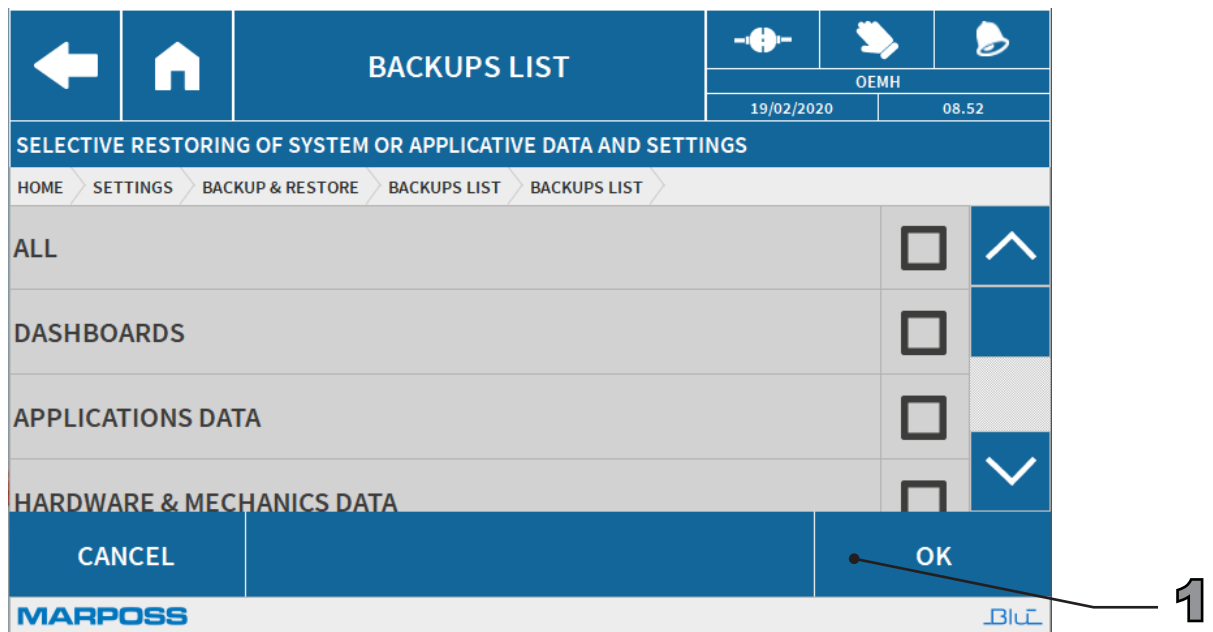 BACKUPS LIST
OEMH
19/02/2020 08.52
SELECTIVE RESTORING OF SYSTEM OR APPLICATIVE DATA AND SETTINGS
HOME SETTINGS BACKUP & RESTORE BACKUPS LIST BACKUPS LIST
ALL
DASHBOARDS
APPLICATIONS DATA
HARDWARE & MECHANICS DATA
CANCEL OK
1
MARPOSS Blú